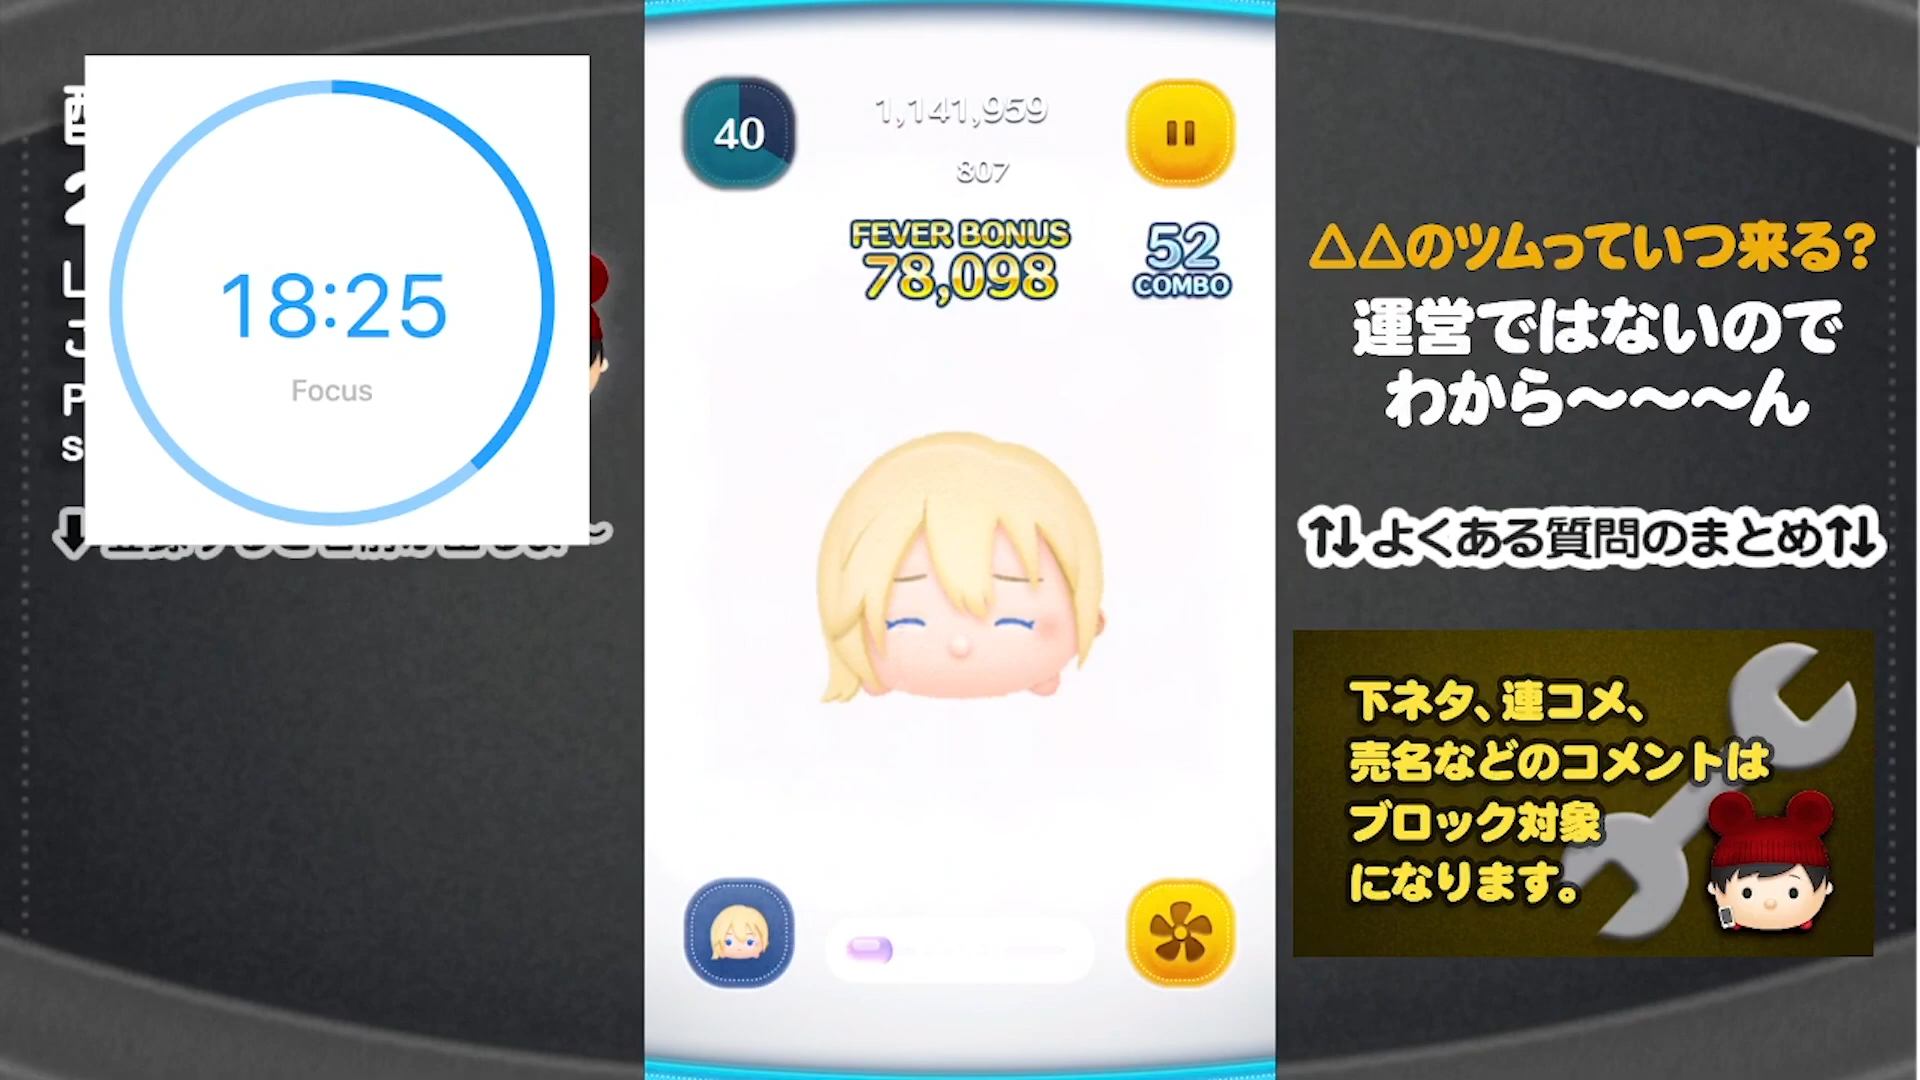 18:25
Focus
40
1,141,959
807
FEVER BONUS
78,098
52
COMBO
△△のツムっていつ来る?
運営ではないので
わから〜〜〜ん
↑↓よくある質問のまとめ↑↓
下ネタ、連コメ、
売名などのコメントは
ブロック対象
になります。